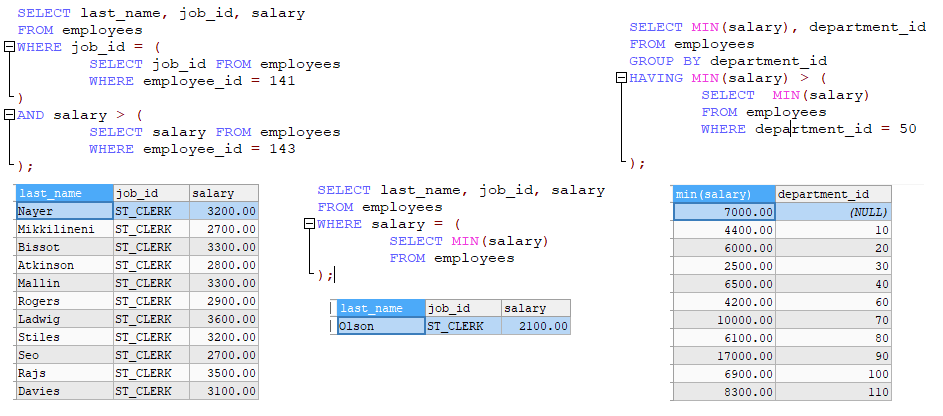 SELECT last_name, job_id, salary
FROM employees
WHERE job_id = (
SELECT job_id FROM employees
WHERE employee_id = 141
)
AND salary > (
SELECT salary FROM employees
WHERE employee_id = 143
);
last_name job_id salary
Nayer ST_CLERK 3200.00
Mikkilineni ST_CLERK 2700.00
Bissot ST_CLERK 3300.00
Atkinson ST_CLERK 2800.00
Mallin ST_CLERK 3300.00
Rogers ST_CLERK 2900.00
Ladwig ST_CLERK 3600.00
Stiles ST_CLERK 3200.00
Seo ST_CLERK 2700.00
Rajs ST_CLERK 3500.00
Davies ST_CLERK 3100.00
SELECT last_name, job_id, salary
FROM employees
WHERE salary = (
SELECT MIN(salary)
FROM employees
);
last_name job_id salary
Olson ST_CLERK 2100.00
SELECT MIN(salary), department_id
FROM employees
GROUP BY department_id
HAVING MIN(salary) > (
SELECT MIN(salary)
FROM employees
WHERE department_id = 50
);
min(salary) department_id
7000.00 (NULL)
4400.00 10
6000.00 20
2500.00 30
6500.00 40
4200.00 60
10000.00 70
6100.00 80
17000.00 90
6900.00 100
8300.00 110